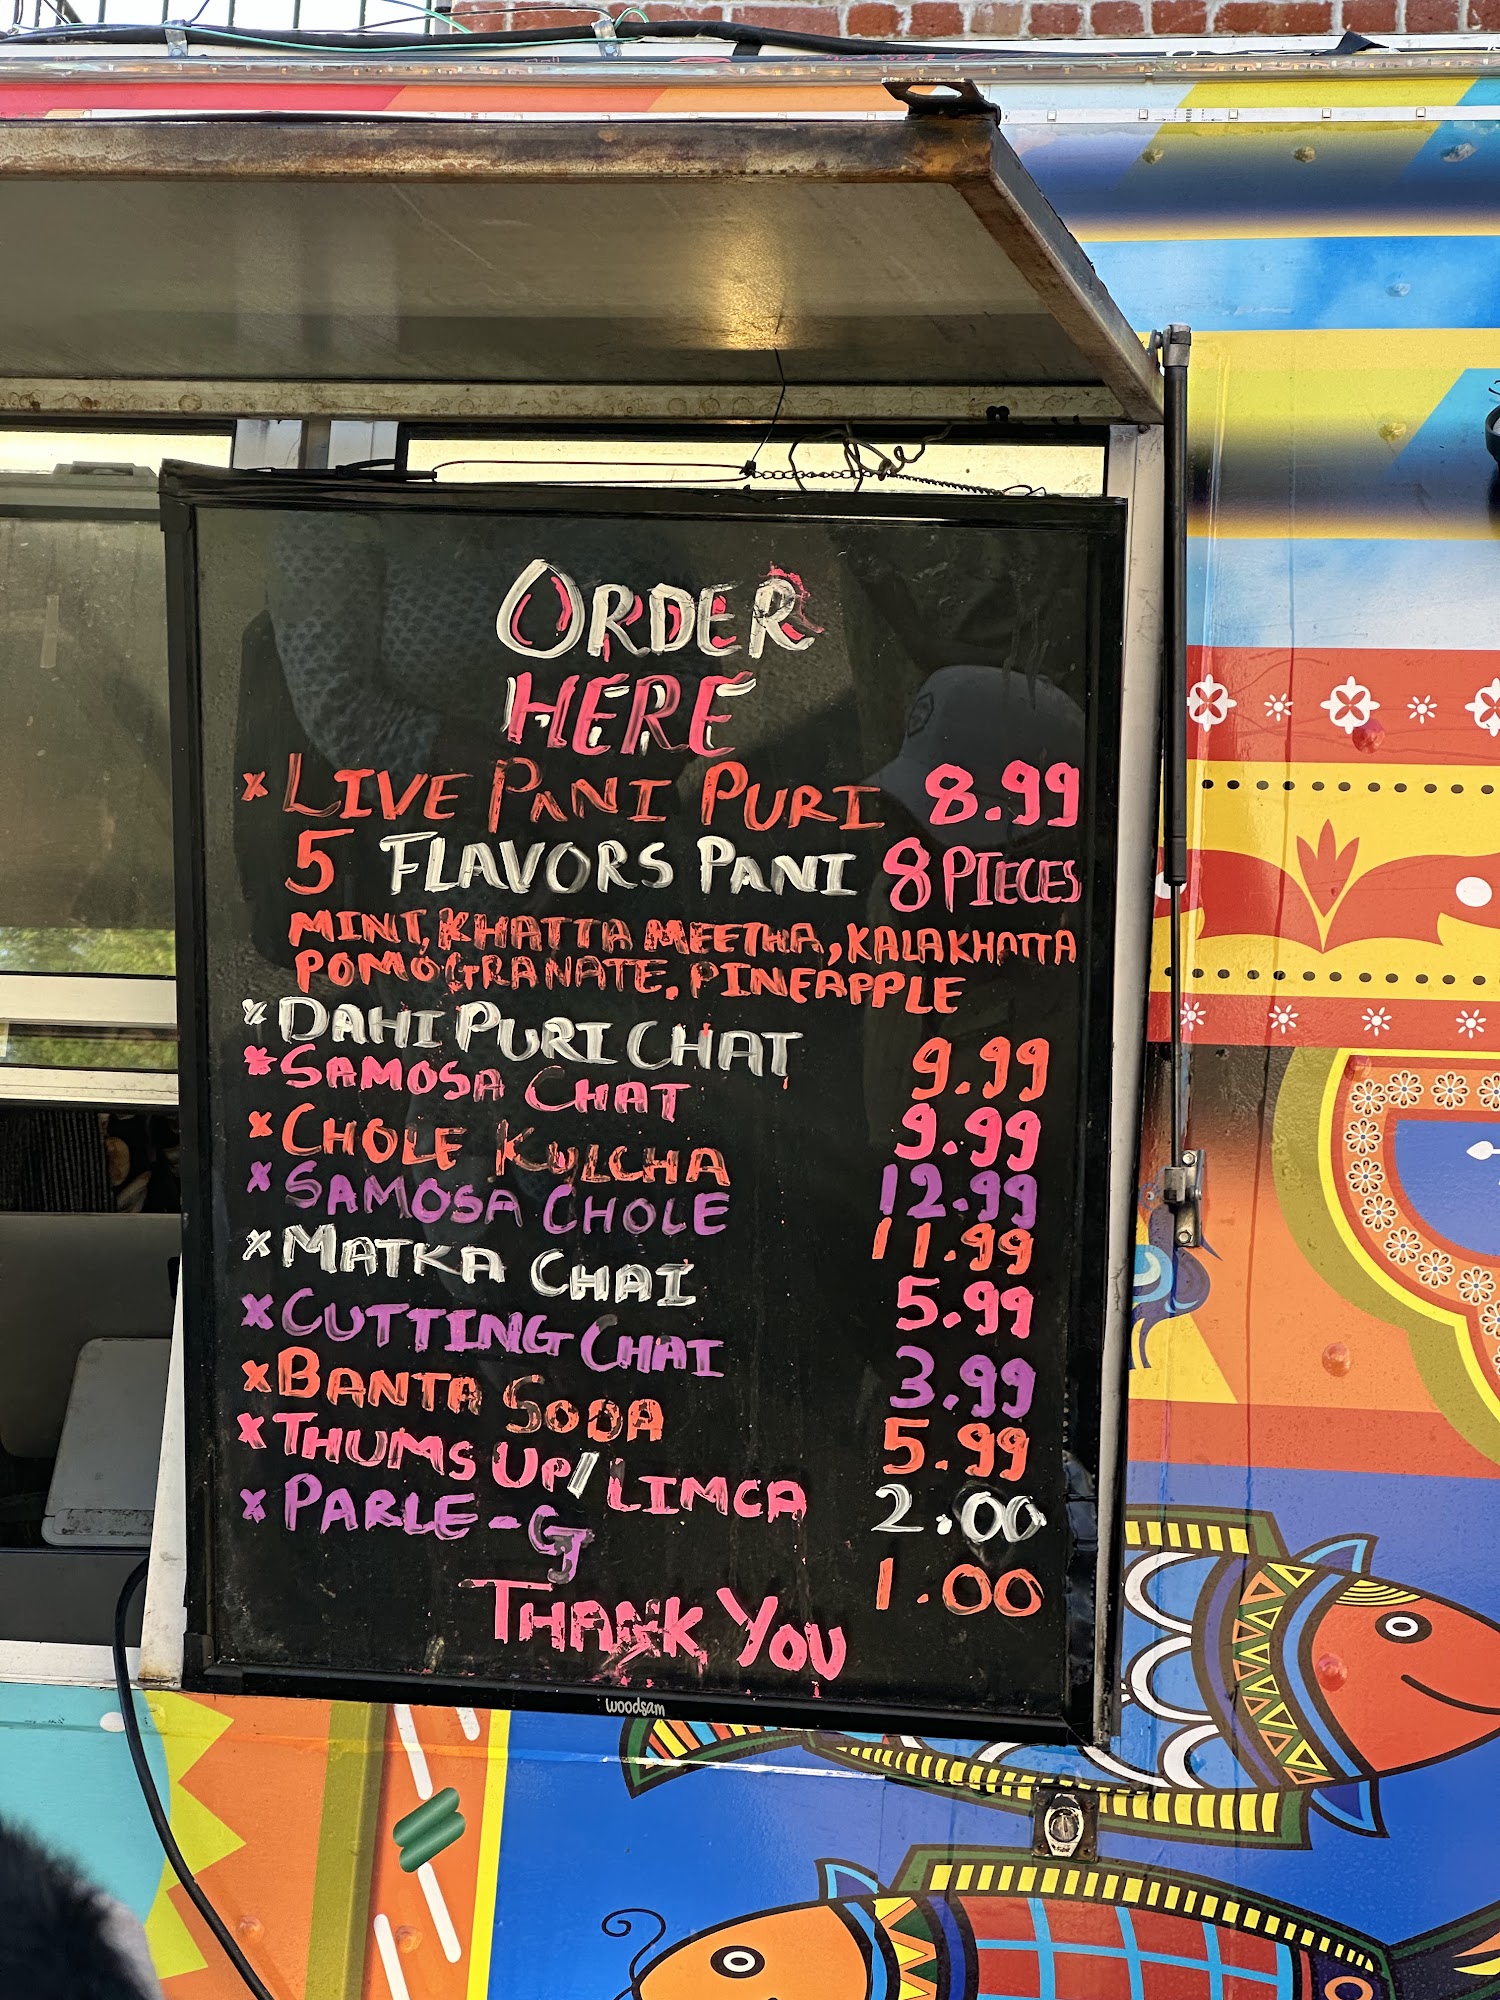 ORDER
HERE
x LIVE PANI PURI 8.99
5 FLAVORS PANI 8 PIECES
MINT, KHATTA MEETHA, KALAKHATTA
POMOGRANATE, PINEAPPLE
x DAHI PURI CHAT 9.99
x SAMOSA CHAT 9.99
x CHOLE KULCHA 12.99
x SAMOSA CHOLE 11.99
x MATKA CHAI 5.99
x CUTTING CHAI 3.99
x BANTA SODA 5.99
x THUMS UP/LIMCA 2.00
x PARLE-G 1.00
THANK YOU
woodsam